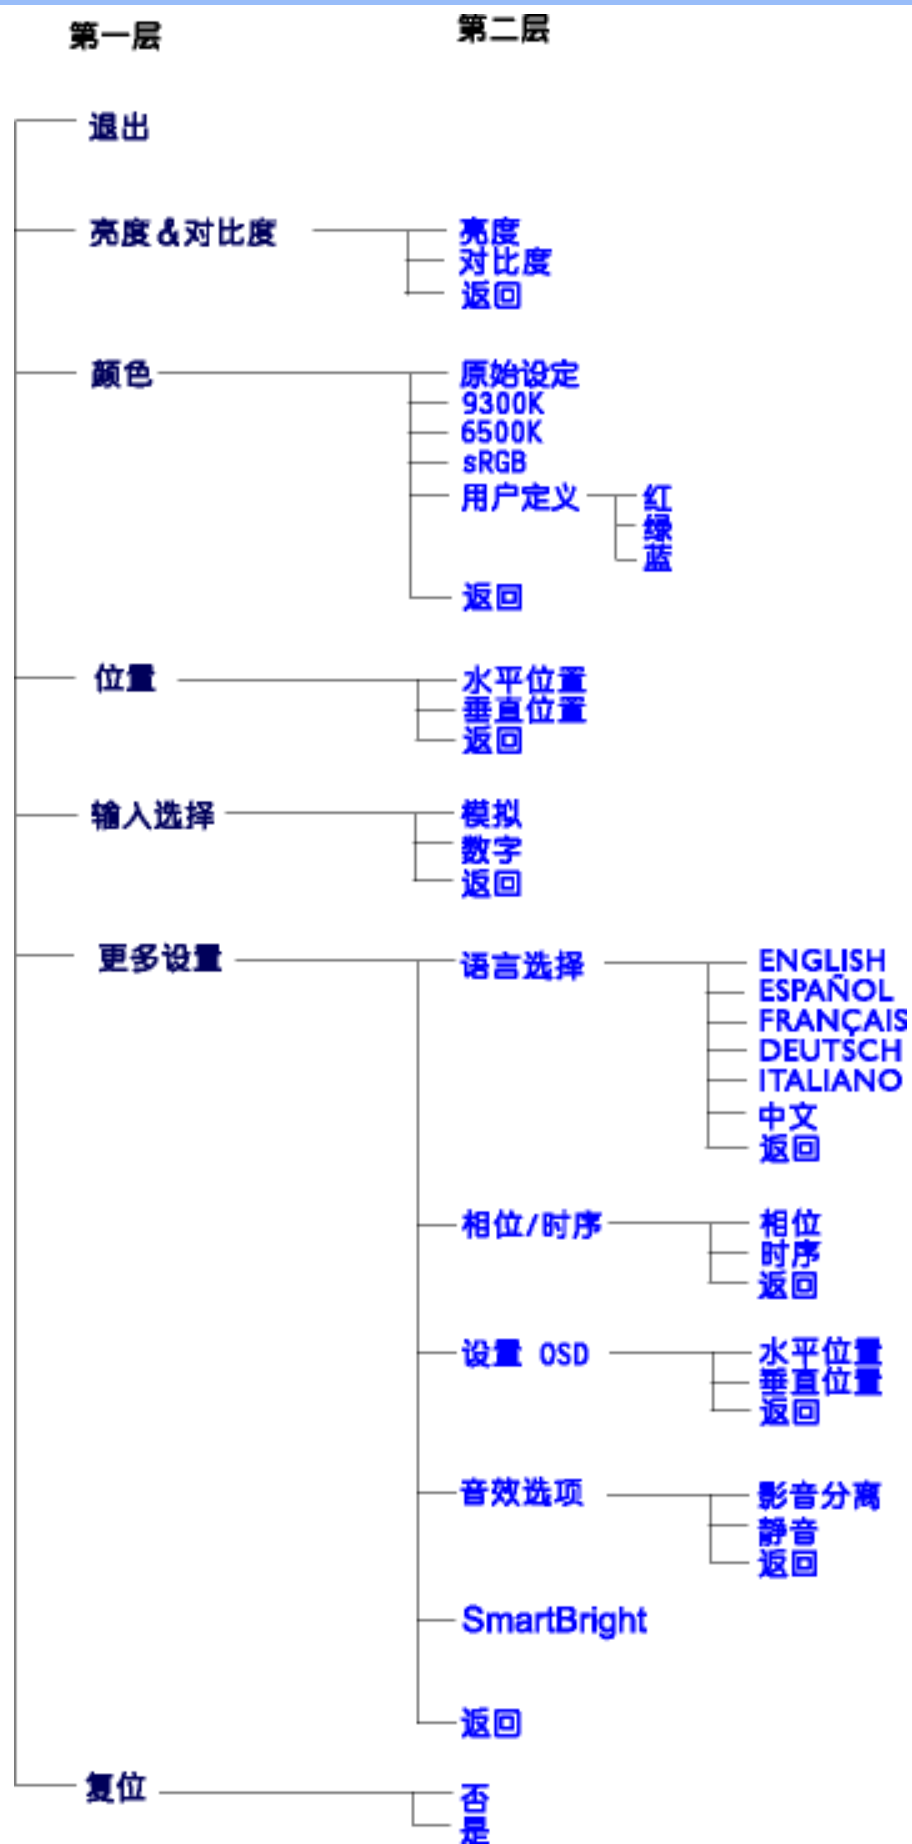 第一层 第二层
退出
亮度&对比度 亮度
对比度
返回
颜色 原始设定
9300K
6500K
sRGB
用户定义 红
绿
蓝
返回
位置 水平位置
垂直位置
返回
输入选择 模拟
数字
返回
更多设置 语言选择 ENGLISH
ESPAÑOL
FRANÇAIS
DEUTSCH
ITALIANO
中文
返回
相位/时序 相位
时序
返回
设置 OSD 水平位置
垂直位置
返回
音效选项 影音分离
静音
返回
SmartBright
返回
复位 否
是